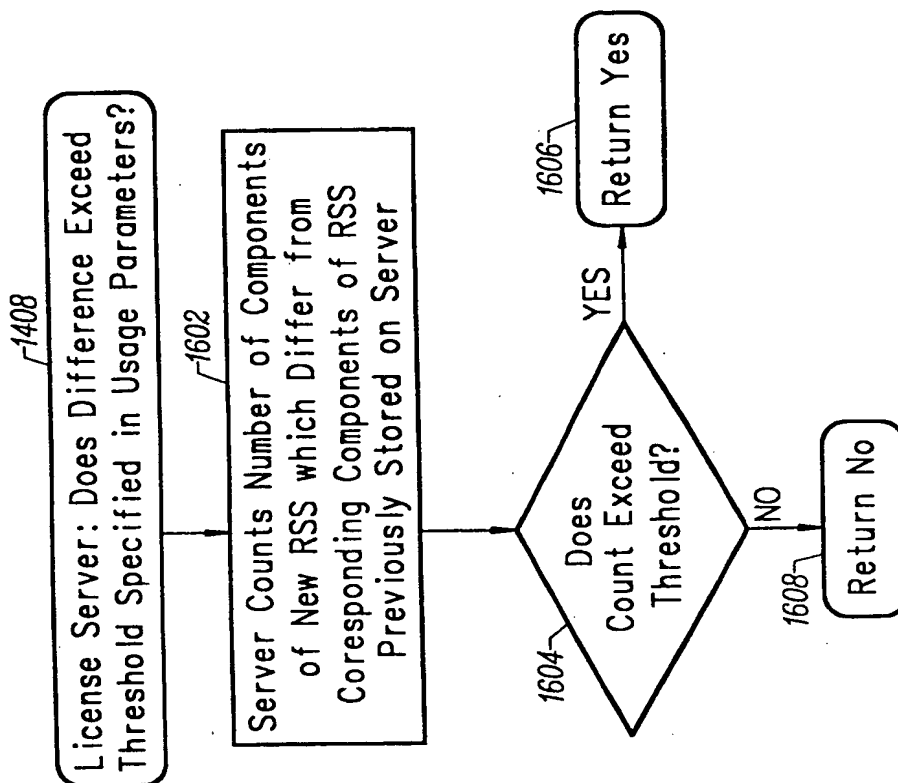 1408
License Server: Does Difference Exceed
Threshold Specified in Usage Parameters?
1602
Server Counts Number of Components
of New RSS which Differ from
Coresponding Components of RSS
Previously Stored on Server
1604
Does
Count Exceed
Threshold?
YES
1606
Return Yes
NO
1608
Return No